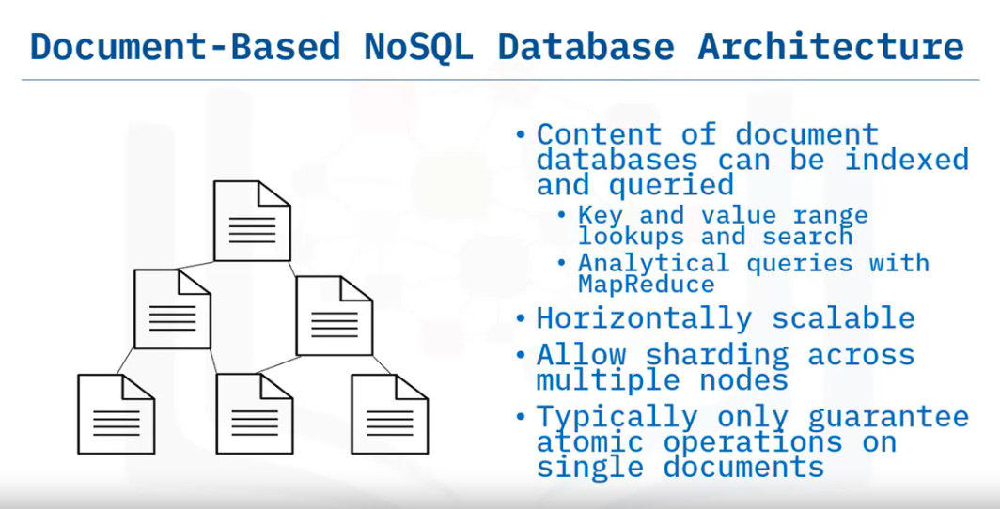 Document-Based NoSQL Database Architecture
• Content of document
databases can be indexed
and queried
• Key and value range
lookups and search
• Analytical queries with
MapReduce
• Horizontally scalable
• Allow sharding across
multiple nodes
• Typically only guarantee
atomic operations on
single documents